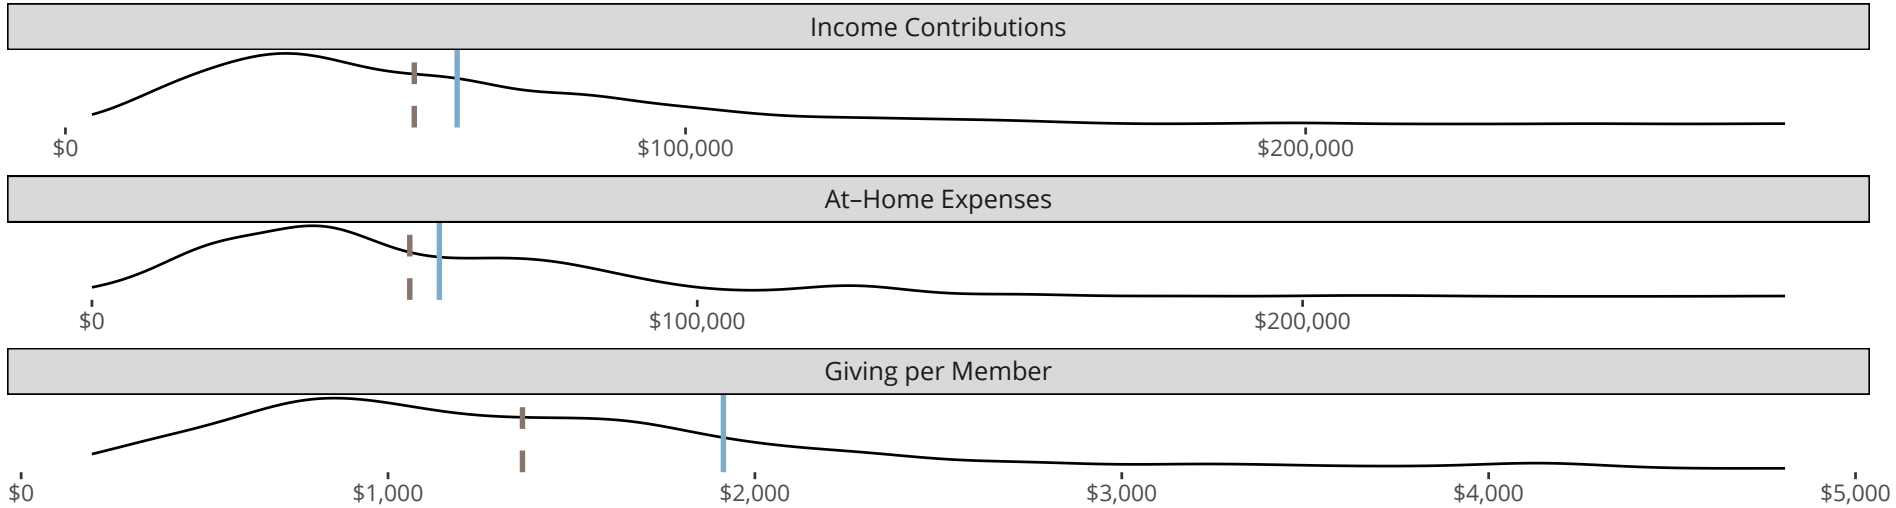 Income Contributions
$0 $100,000 $200,000
At–Home Expenses
$0 $100,000 $200,000
Giving per Member
$0 $1,000 $2,000 $3,000 $4,000 $5,000